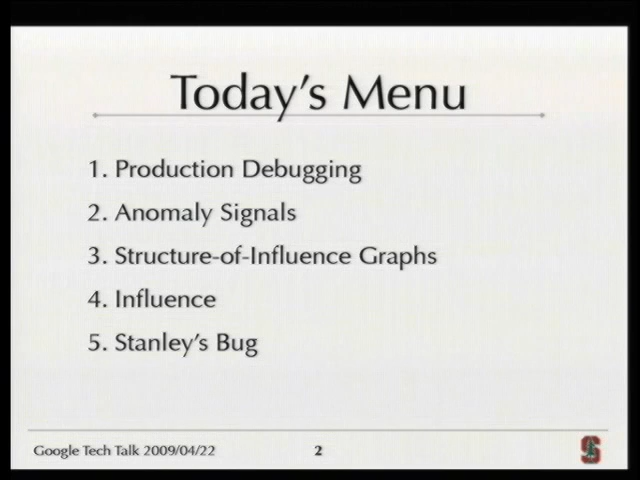 Today's Menu
1. Production Debugging
2. Anomaly Signals
3. Structure-of-Influence Graphs
4. Influence
5. Stanley's Bug
Google Tech Talk 2009/04/22
2
S